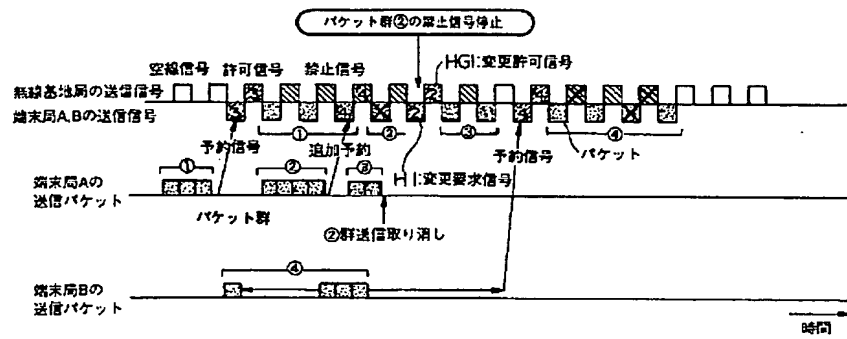 パケット群②の禁止信号停止
空線信号 許可信号 禁止信号 HGI:変更許可信号
無線基地局の送信信号
端末局A,Bの送信信号
① ② ③ ④
予約信号 追加予約 予約信号 パケット
HI:変更要求信号
① ② ③
端末局Aの
送信パケット
パケット群
②群送信取り消し
④
端末局Bの
送信パケット
時間